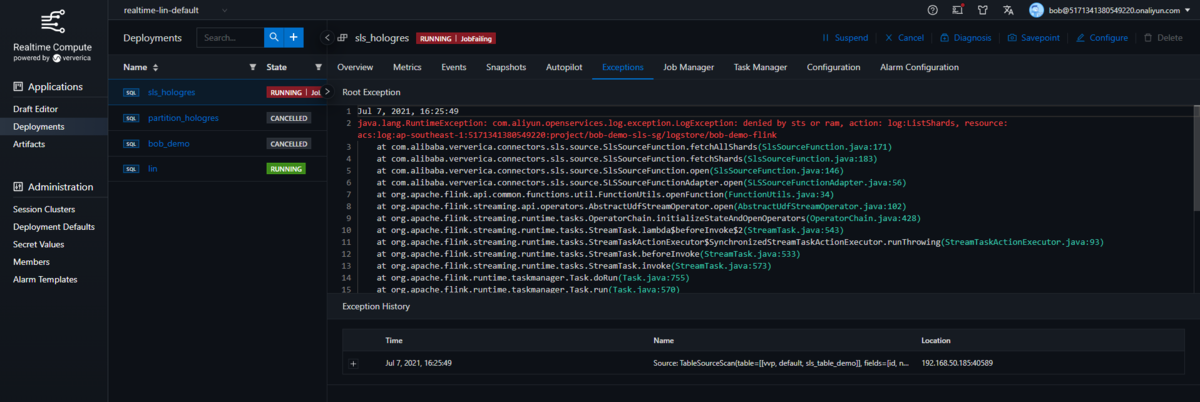 realtime-lin-default
bob@5171341380549220.onaliyun.com
Realtime Compute
powered by ververica
Applications
Draft Editor
Deployments
Artifacts
Administration
Session Clusters
Deployment Defaults
Secret Values
Members
Alarm Templates
Deployments
Search...
Name State
SQL sls_hologres RUNNING | Jol
SQL partition_hologres CANCELLED
SQL bob_demo CANCELLED
SQL lin RUNNING
sls_hologres RUNNING | JobFailing
Suspend Cancel Diagnosis Savepoint Configure Delete
Overview Metrics Events Snapshots Autopilot Exceptions Job Manager Task Manager Configuration Alarm Configuration
Root Exception
1 Jul 7, 2021, 16:25:49
2 java.lang.RuntimeException: com.aliyun.openservices.log.exception.LogException: denied by sts or ram, action: log:ListShards, resource:
acs:log:ap-southeast-1:5171341380549220:project/bob-demo-sls-sg/logstore/bob-demo-flink
3 at com.alibaba.ververica.connectors.sls.source.SlsSourceFunction.fetchAllShards(SlsSourceFunction.java:171)
4 at com.alibaba.ververica.connectors.sls.source.SlsSourceFunction.fetchShards(SlsSourceFunction.java:183)
5 at com.alibaba.ververica.connectors.sls.source.SlsSourceFunction.open(SlsSourceFunction.java:146)
6 at com.alibaba.ververica.connectors.sls.source.SLSSourceFunctionAdapter.open(SLSSourceFunctionAdapter.java:56)
7 at org.apache.flink.api.common.functions.util.FunctionUtils.openFunction(FunctionUtils.java:34)
8 at org.apache.flink.streaming.api.operators.AbstractUdfStreamOperator.open(AbstractUdfStreamOperator.java:102)
9 at org.apache.flink.streaming.runtime.tasks.OperatorChain.initializeStateAndOpenOperators(OperatorChain.java:428)
10 at org.apache.flink.streaming.runtime.tasks.StreamTask.lambda$beforeInvoke$2(StreamTask.java:543)
11 at org.apache.flink.streaming.runtime.tasks.StreamTaskActionExecutor$SynchronizedStreamTaskActionExecutor.runThrowing(StreamTaskActionExecutor.java:93)
12 at org.apache.flink.streaming.runtime.tasks.StreamTask.beforeInvoke(StreamTask.java:533)
13 at org.apache.flink.streaming.runtime.tasks.StreamTask.invoke(StreamTask.java:573)
14 at org.apache.flink.runtime.taskmanager.Task.doRun(Task.java:755)
15 at org.apache.flink.runtime.taskmanager.Task.run(Task.java:570)
Exception History
Time Name Location
Jul 7, 2021, 16:25:49 Source: TableSourceScan(table=[[vvp, default, sls_table_demo]], fields=[id, n... 192.168.50.185:40589